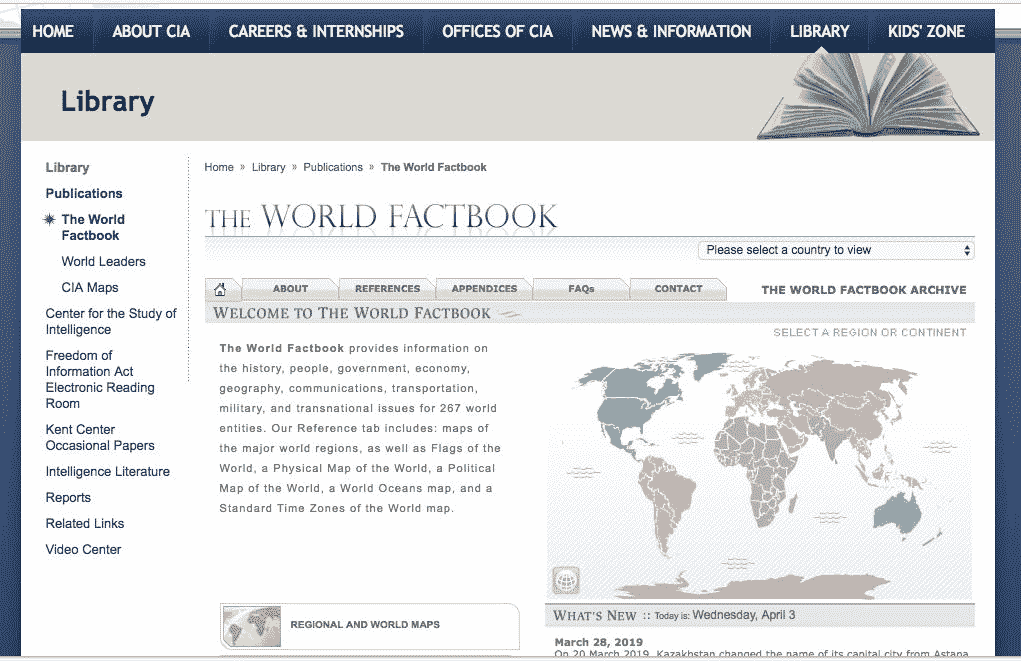 HOME ABOUT CIA CAREERS & INTERNSHIPS OFFICES OF CIA NEWS & INFORMATION LIBRARY KIDS' ZONE
Library
Library
Publications
The World
Factbook
World Leaders
CIA Maps
Center for the Study of
Intelligence
Freedom of
Information Act
Electronic Reading
Room
Kent Center
Occasional Papers
Intelligence Literature
Reports
Related Links
Video Center
Home » Library » Publications » The World Factbook
THE WORLD FACTBOOK
Please select a country to view
ABOUT REFERENCES APPENDICES FAQs CONTACT THE WORLD FACTBOOK ARCHIVE
WELCOME TO THE WORLD FACTBOOK
SELECT A REGION OR CONTINENT
The World Factbook provides information on
the history, people, government, economy,
geography, communications, transportation,
military, and transnational issues for 267 world
entities. Our Reference tab includes: maps of
the major world regions, as well as Flags of the
World, a Physical Map of the World, a Political
Map of the World, a World Oceans map, and a
Standard Time Zones of the World map.
REGIONAL AND WORLD MAPS
WHAT'S NEW :: Today is: Wednesday, April 3
March 28, 2019
On 20 March 2019, Kazakhstan changed the name of its capital city from Astana